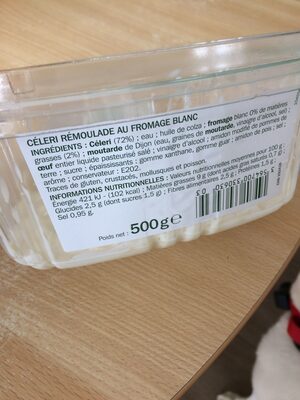 CÉLERI RÉMOULADE AU FROMAGE BLANC
INGRÉDIENTS : Céleri (72%) ; eau ; huile de colza ; fromage blanc 0% de matières
grasses (2%) ; moutarde de Dijon (eau, graines de moutarde, vinaigre d'alcool, sel) ;
œuf entier liquide pasteurisé salé ; vinaigre d'alcool ; amidon modifié de pommes de
terre ; sucre ; épaississants : gomme xanthane, gomme guar ; amidon de pois ; sel ;
arôme ; conservateur : E202.
Traces de gluten, crustacés, mollusques et poisson.
INFORMATIONS NUTRITIONNELLES : Valeurs nutritionnelles moyennes pour 100 g :
Énergie 421 kJ - (102 kcal) ; Matières grasses 9 g (dont acides gras saturés 0,7 g) ;
Glucides 2,5 g (dont sucres 1,5 g) ; Fibres alimentaires 2,5 g ; Protéines 1,5 g ;
Sel 0,95 g.
Poids net : 500g e